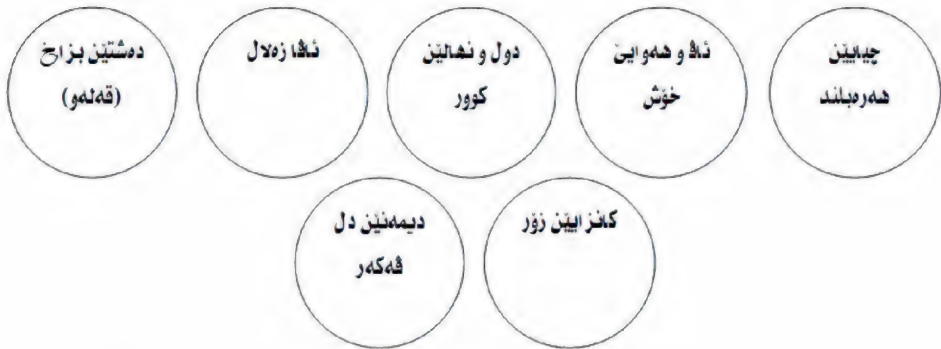 چیایێن
هەرەبلند
ئاڤ و هەوایێ
خۆش
دول و نهالێن
کوور
ئاڤا زەلال
دەشتێن بزاخ
(قەلەو)
کانزایێن زۆر
دیمەنێن دل
ڤەکەر